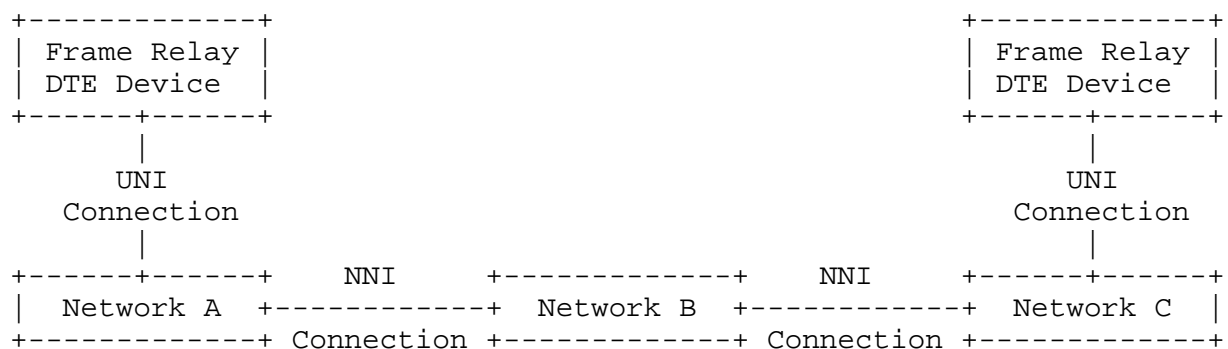 +-------------+                                   +-------------+
| Frame Relay |                                   | Frame Relay |
| DTE Device  |                                   | DTE Device  |
+------+------+                                   +------+------+
       |                                                 |
      UNI                                               UNI
   Connection                                        Connection
       |                                                 |
+------+------+    NNI     +------------+    NNI     +------+------+
|  Network A  +-----------+  Network B  +-----------+  Network C  |
+-------------+ Connection +------------+ Connection +-------------+